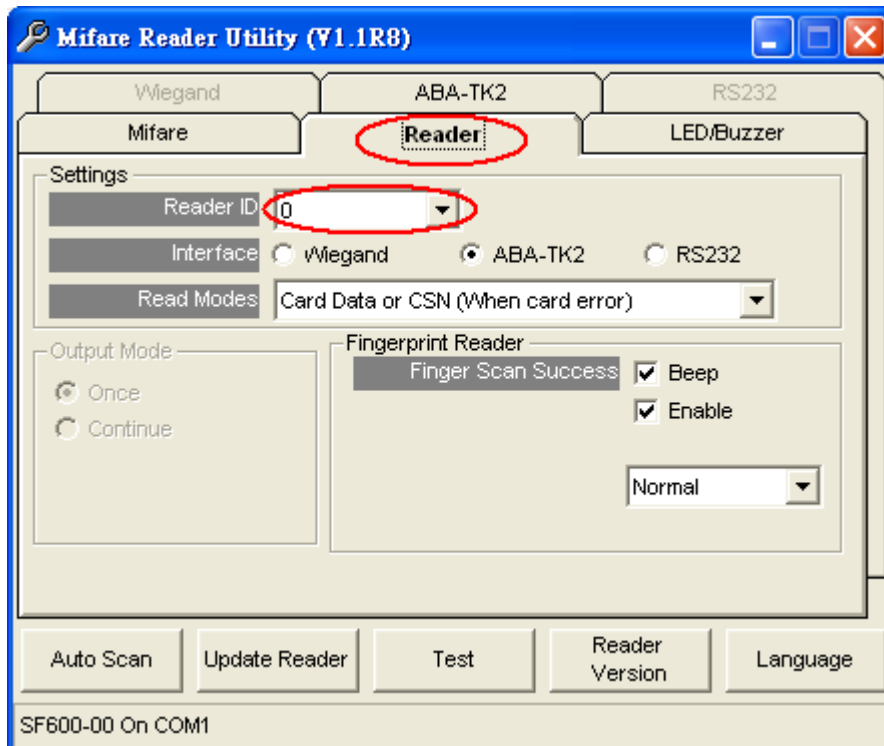 Mifare Reader Utility (V1.1R8)
Wiegand ABA-TK2 RS232
Mifare Reader LED/Buzzer
Settings
Reader ID 0
Interface Wiegand ABA-TK2 RS232
Read Modes Card Data or CSN (When card error)
Output Mode
Once
Continue
Fingerprint Reader
Finger Scan Success Beep
Enable
Normal
Auto Scan Update Reader Test Reader Version Language
SF600-00 On COM1